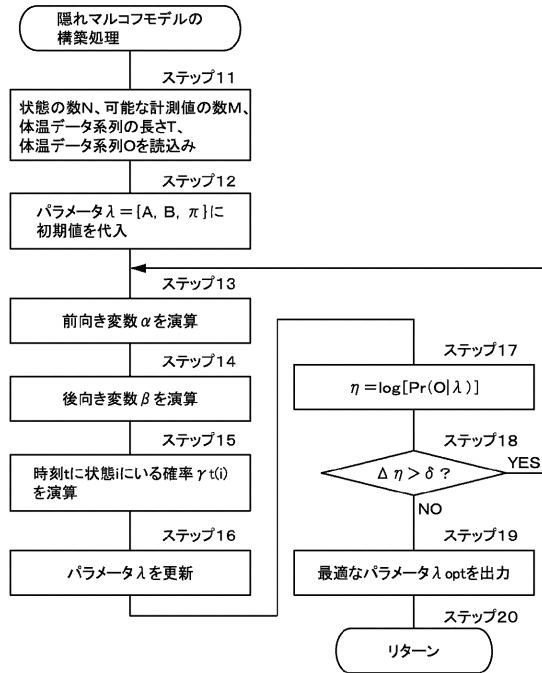 隠れマルコフモデルの
構築処理
ステップ11
状態の数N、可能な計測値の数M、
体温データ系列の長さT、
体温データ系列Oを読込み
ステップ12
パラメータλ={A, B, π}に
初期値を代入
ステップ13
前向き変数αを演算
ステップ14
後向き変数βを演算
ステップ15
時刻tに状態iにいる確率γt(i)
を演算
ステップ16
パラメータλを更新
ステップ17
η=log[Pr(O|λ)]
ステップ18
Δη>δ?
YES
NO
ステップ19
最適なパラメータλoptを出力
ステップ20
リターン